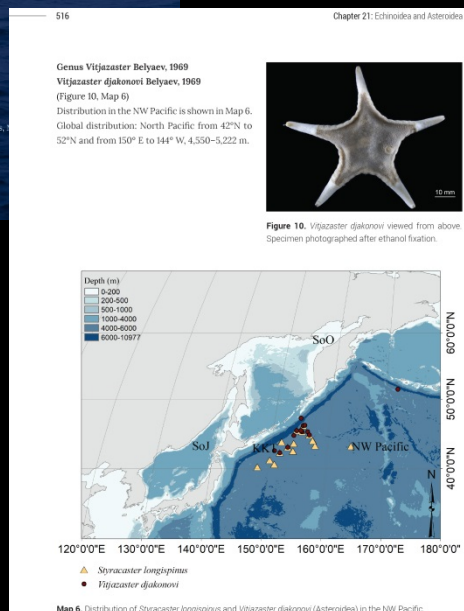 516
Chapter 21: Echinoidea and Asteroidea
Genus Vitjazaster Belyaev, 1969
Vitjazaster djakonovi Belyaev, 1969
(Figure 10, Map 6)
Distribution in the NW Pacific is shown in Map 6.
Global distribution: North Pacific from 42°N to
52°N and from 150° E to 144° W, 4,550–5,222 m.
10 mm
Figure 10. Vitjazaster djakonovi viewed from above.
Specimen photographed after ethanol fixation.
Depth (m)
0-200
200-500
500-1000
1000-4000
4000-6000
6000-10977
SoO
SoJ
NW Pacific
N
50°0'0"N
40°0'0"N
120°0'0"E 130°0'0"E 140°0'0"E 150°0'0"E 160°0'0"E 170°0'0"E 180°0'0"E
Styracaster longispinus
Vitjazaster djakonovi
Map 6. Distribution of Styracaster longispinus and Vitjazaster djakonovi (Asteroidea) in the NW Pacific.